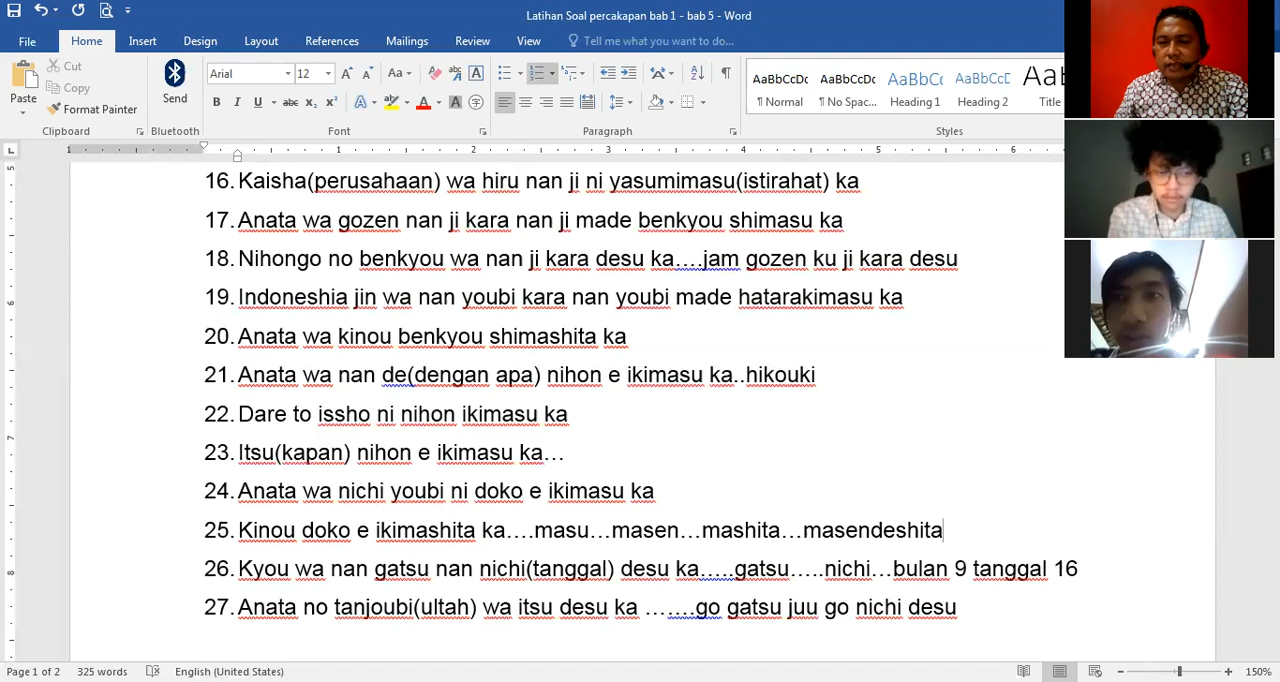 Latihan Soal percakapan bab 1 - bab 5 - Word
File Home Insert Design Layout References Mailings Review View Tell me what you want to do...
Paste
Cut
Copy
Format Painter
Clipboard
Send
Bluetooth
Arial 12
Font
Paragraph
AaBbCcDc AaBbCcDc AaBbCc AaBbCcD AaB
¶ Normal ¶ No Spac... Heading 1 Heading 2 Title
Styles
16. Kaisha(perusahaan) wa hiru nan ji ni yasumimasu(istirahat) ka
17. Anata wa gozen nan ji kara nan ji made benkyou shimasu ka
18. Nihongo no benkyou wa nan ji kara desu ka….jam gozen ku ji kara desu
19. Indoneshia jin wa nan youbi kara nan youbi made hatarakimasu ka
20. Anata wa kinou benkyou shimashita ka
21. Anata wa nan de(dengan apa) nihon e ikimasu ka..hikouki
22. Dare to issho ni nihon ikimasu ka
23. Itsu(kapan) nihon e ikimasu ka…
24. Anata wa nichi youbi ni doko e ikimasu ka
25. Kinou doko e ikimashita ka….masu…masen…mashita…masendeshita
26. Kyou wa nan gatsu nan nichi(tanggal) desu ka…..gatsu…..nichi…bulan 9 tanggal 16
27. Anata no tanjoubi(ultah) wa itsu desu ka …….go gatsu juu go nichi desu
Page 1 of 2 325 words English (United States) 150%